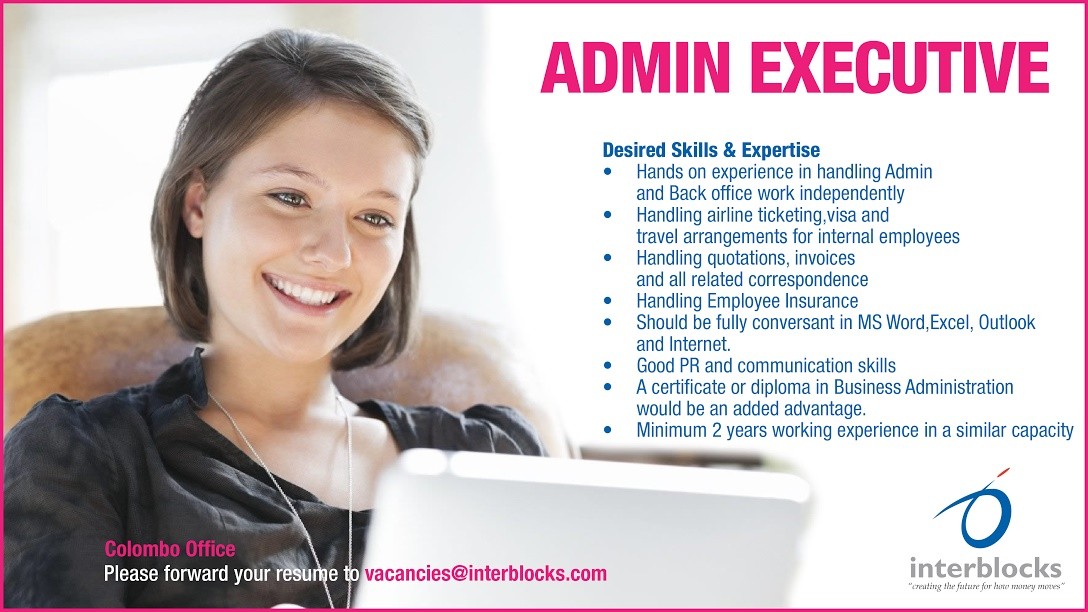 ADMIN EXECUTIVE
Desired Skills & Expertise
• Hands on experience in handling Admin
and Back office work independently
• Handling airline ticketing,visa and
travel arrangements for internal employees
• Handling quotations, invoices
and all related correspondence
• Handling Employee Insurance
• Should be fully conversant in MS Word,Excel, Outlook
and Internet.
• Good PR and communication skills
• A certificate or diploma in Business Administration
would be an added advantage.
• Minimum 2 years working experience in a similar capacity
Colombo Office
Please forward your resume to vacancies@interblocks.com
interblocks
"creating the future for how money moves"